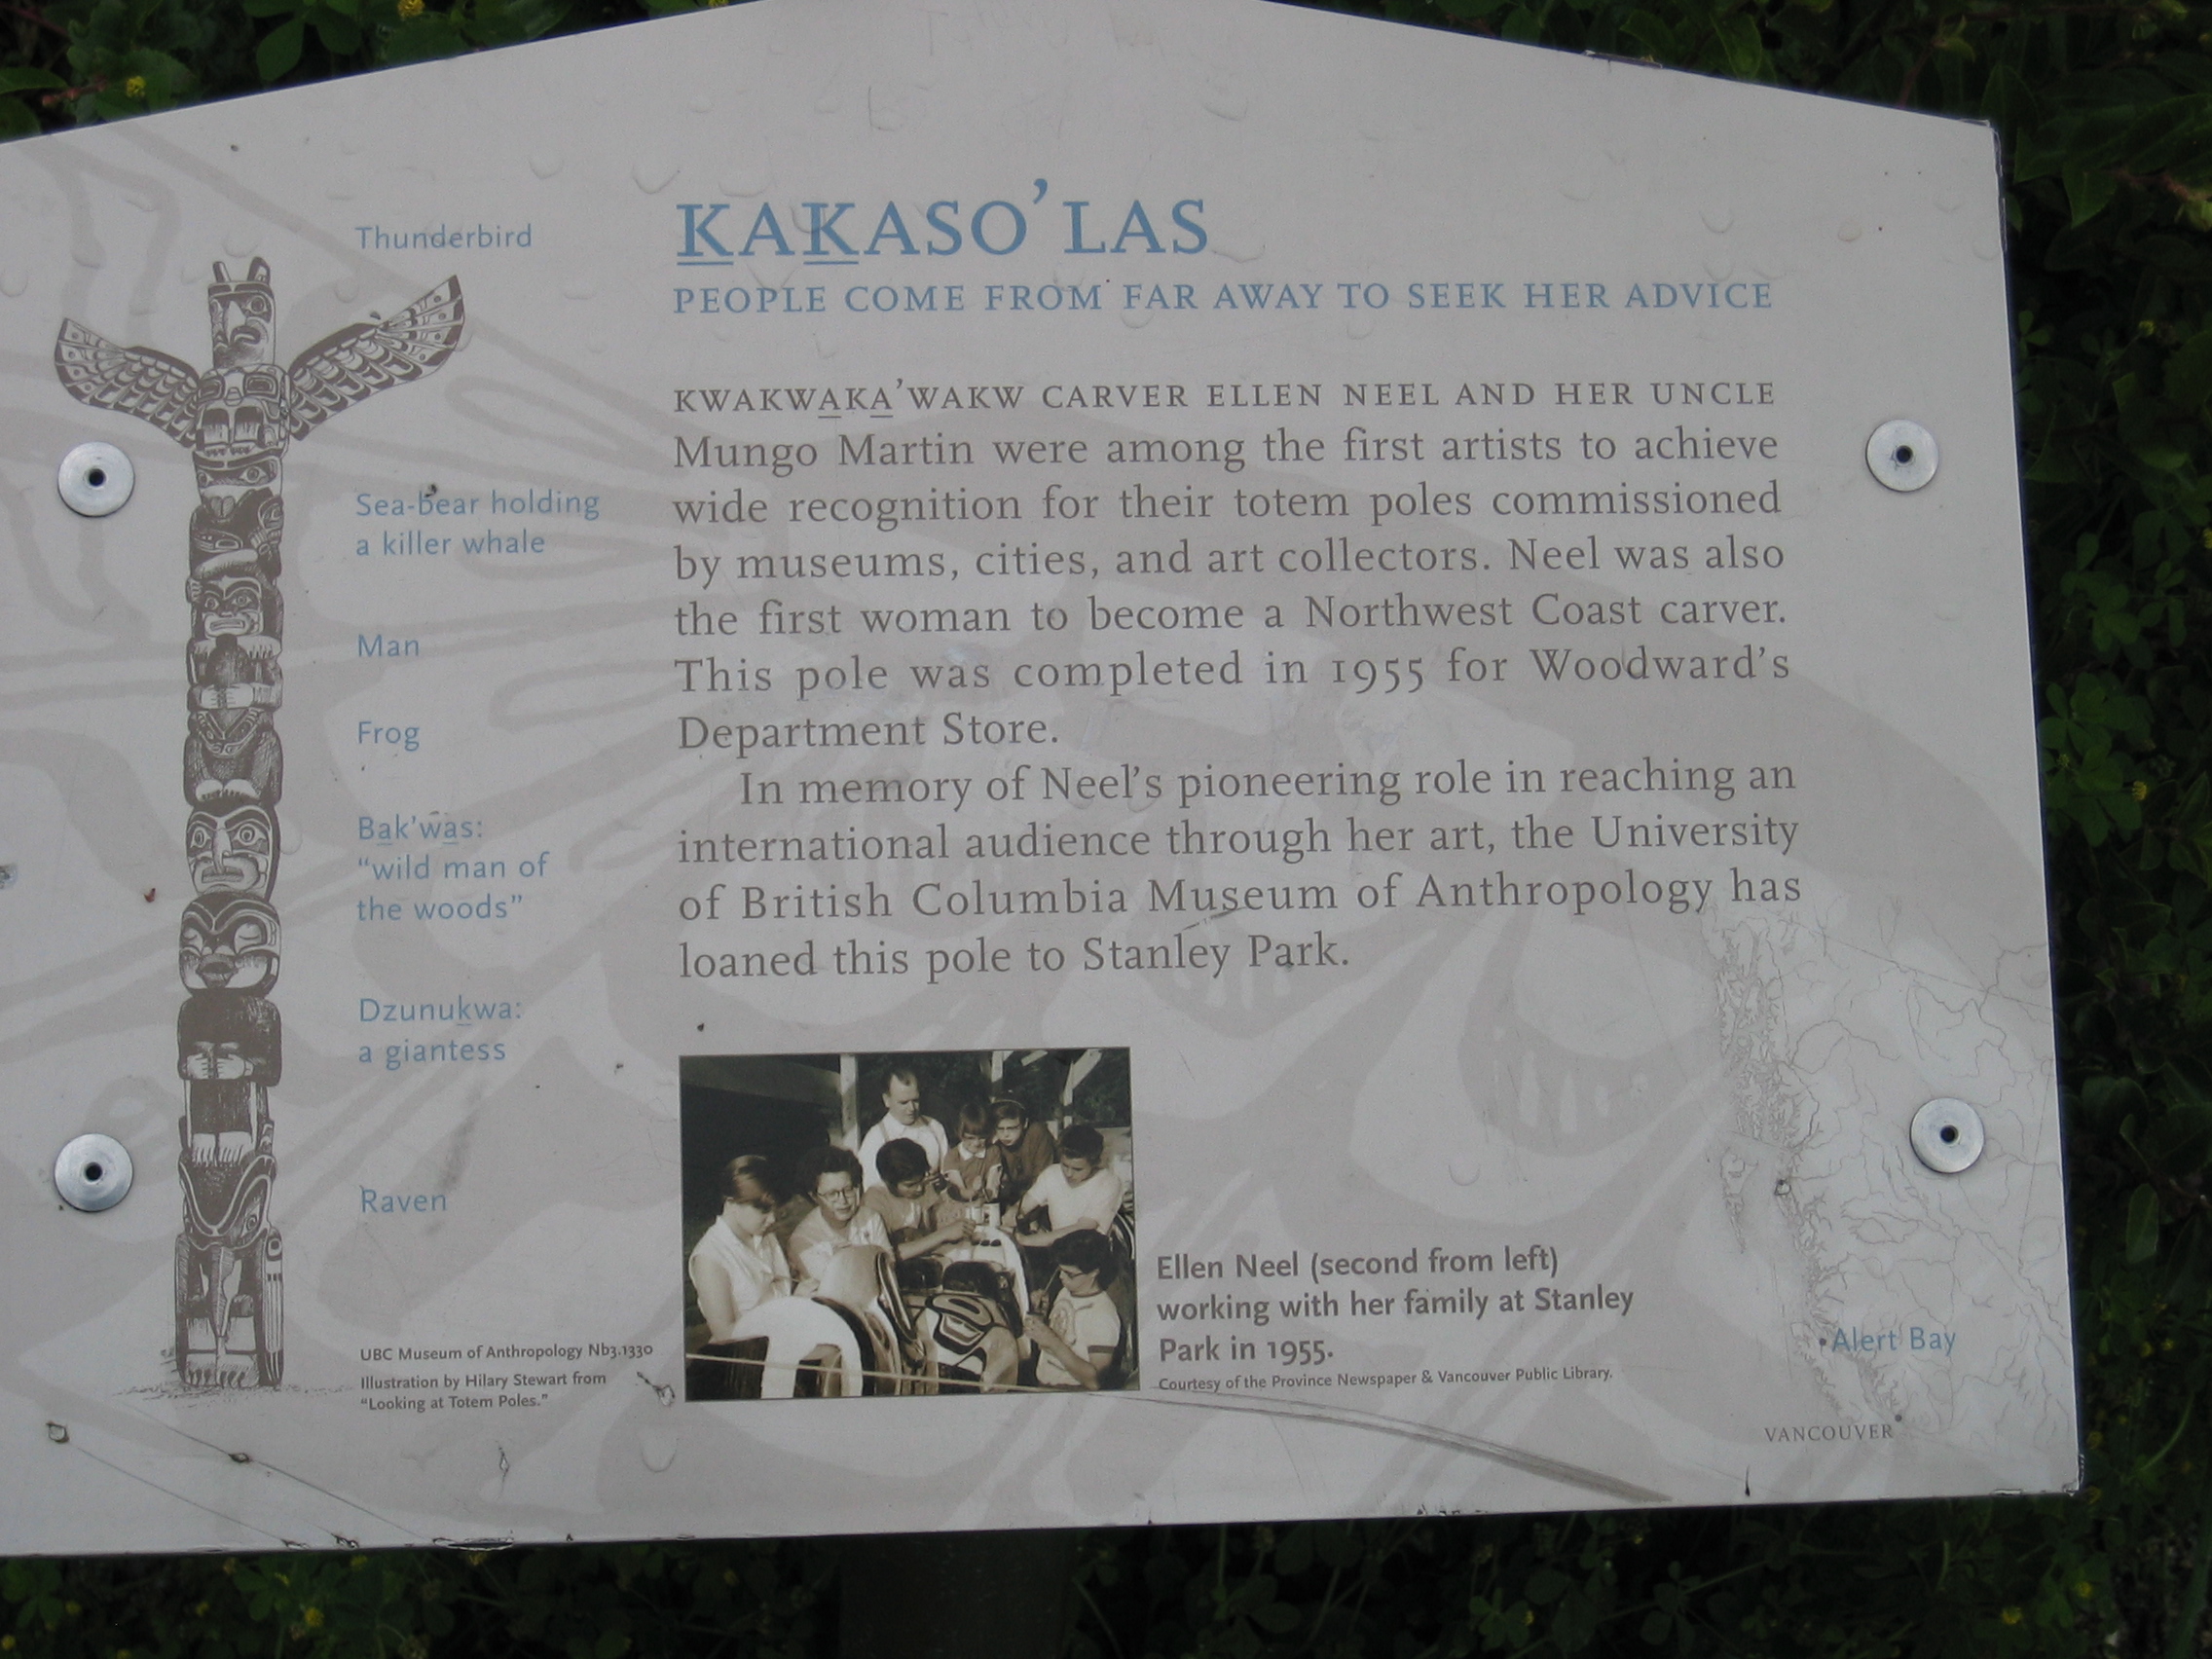 Thunderbird
Sea-bear holding
a killer whale
Man
Frog
Ba̱k'wa̱s:
“wild man of
the woods”
Dzunuḵwa:
a giantess
Raven
UBC Museum of Anthropology Nb3.1330
Illustration by Hilary Stewart from
“Looking at Totem Poles.”
ḴAḴASO’LAS
PEOPLE COME FROM FAR AWAY TO SEEK HER ADVICE
KWAKWA̱KA̱’WAKW CARVER ELLEN NEEL AND HER UNCLE
Mungo Martin were among the first artists to achieve
wide recognition for their totem poles commissioned
by museums, cities, and art collectors. Neel was also
the first woman to become a Northwest Coast carver.
This pole was completed in 1955 for Woodward’s
Department Store.
In memory of Neel’s pioneering role in reaching an
international audience through her art, the University
of British Columbia Museum of Anthropology has
loaned this pole to Stanley Park.
Ellen Neel (second from left)
working with her family at Stanley
Park in 1955.
Courtesy of the Province Newspaper & Vancouver Public Library.
Alert Bay
VANCOUVER